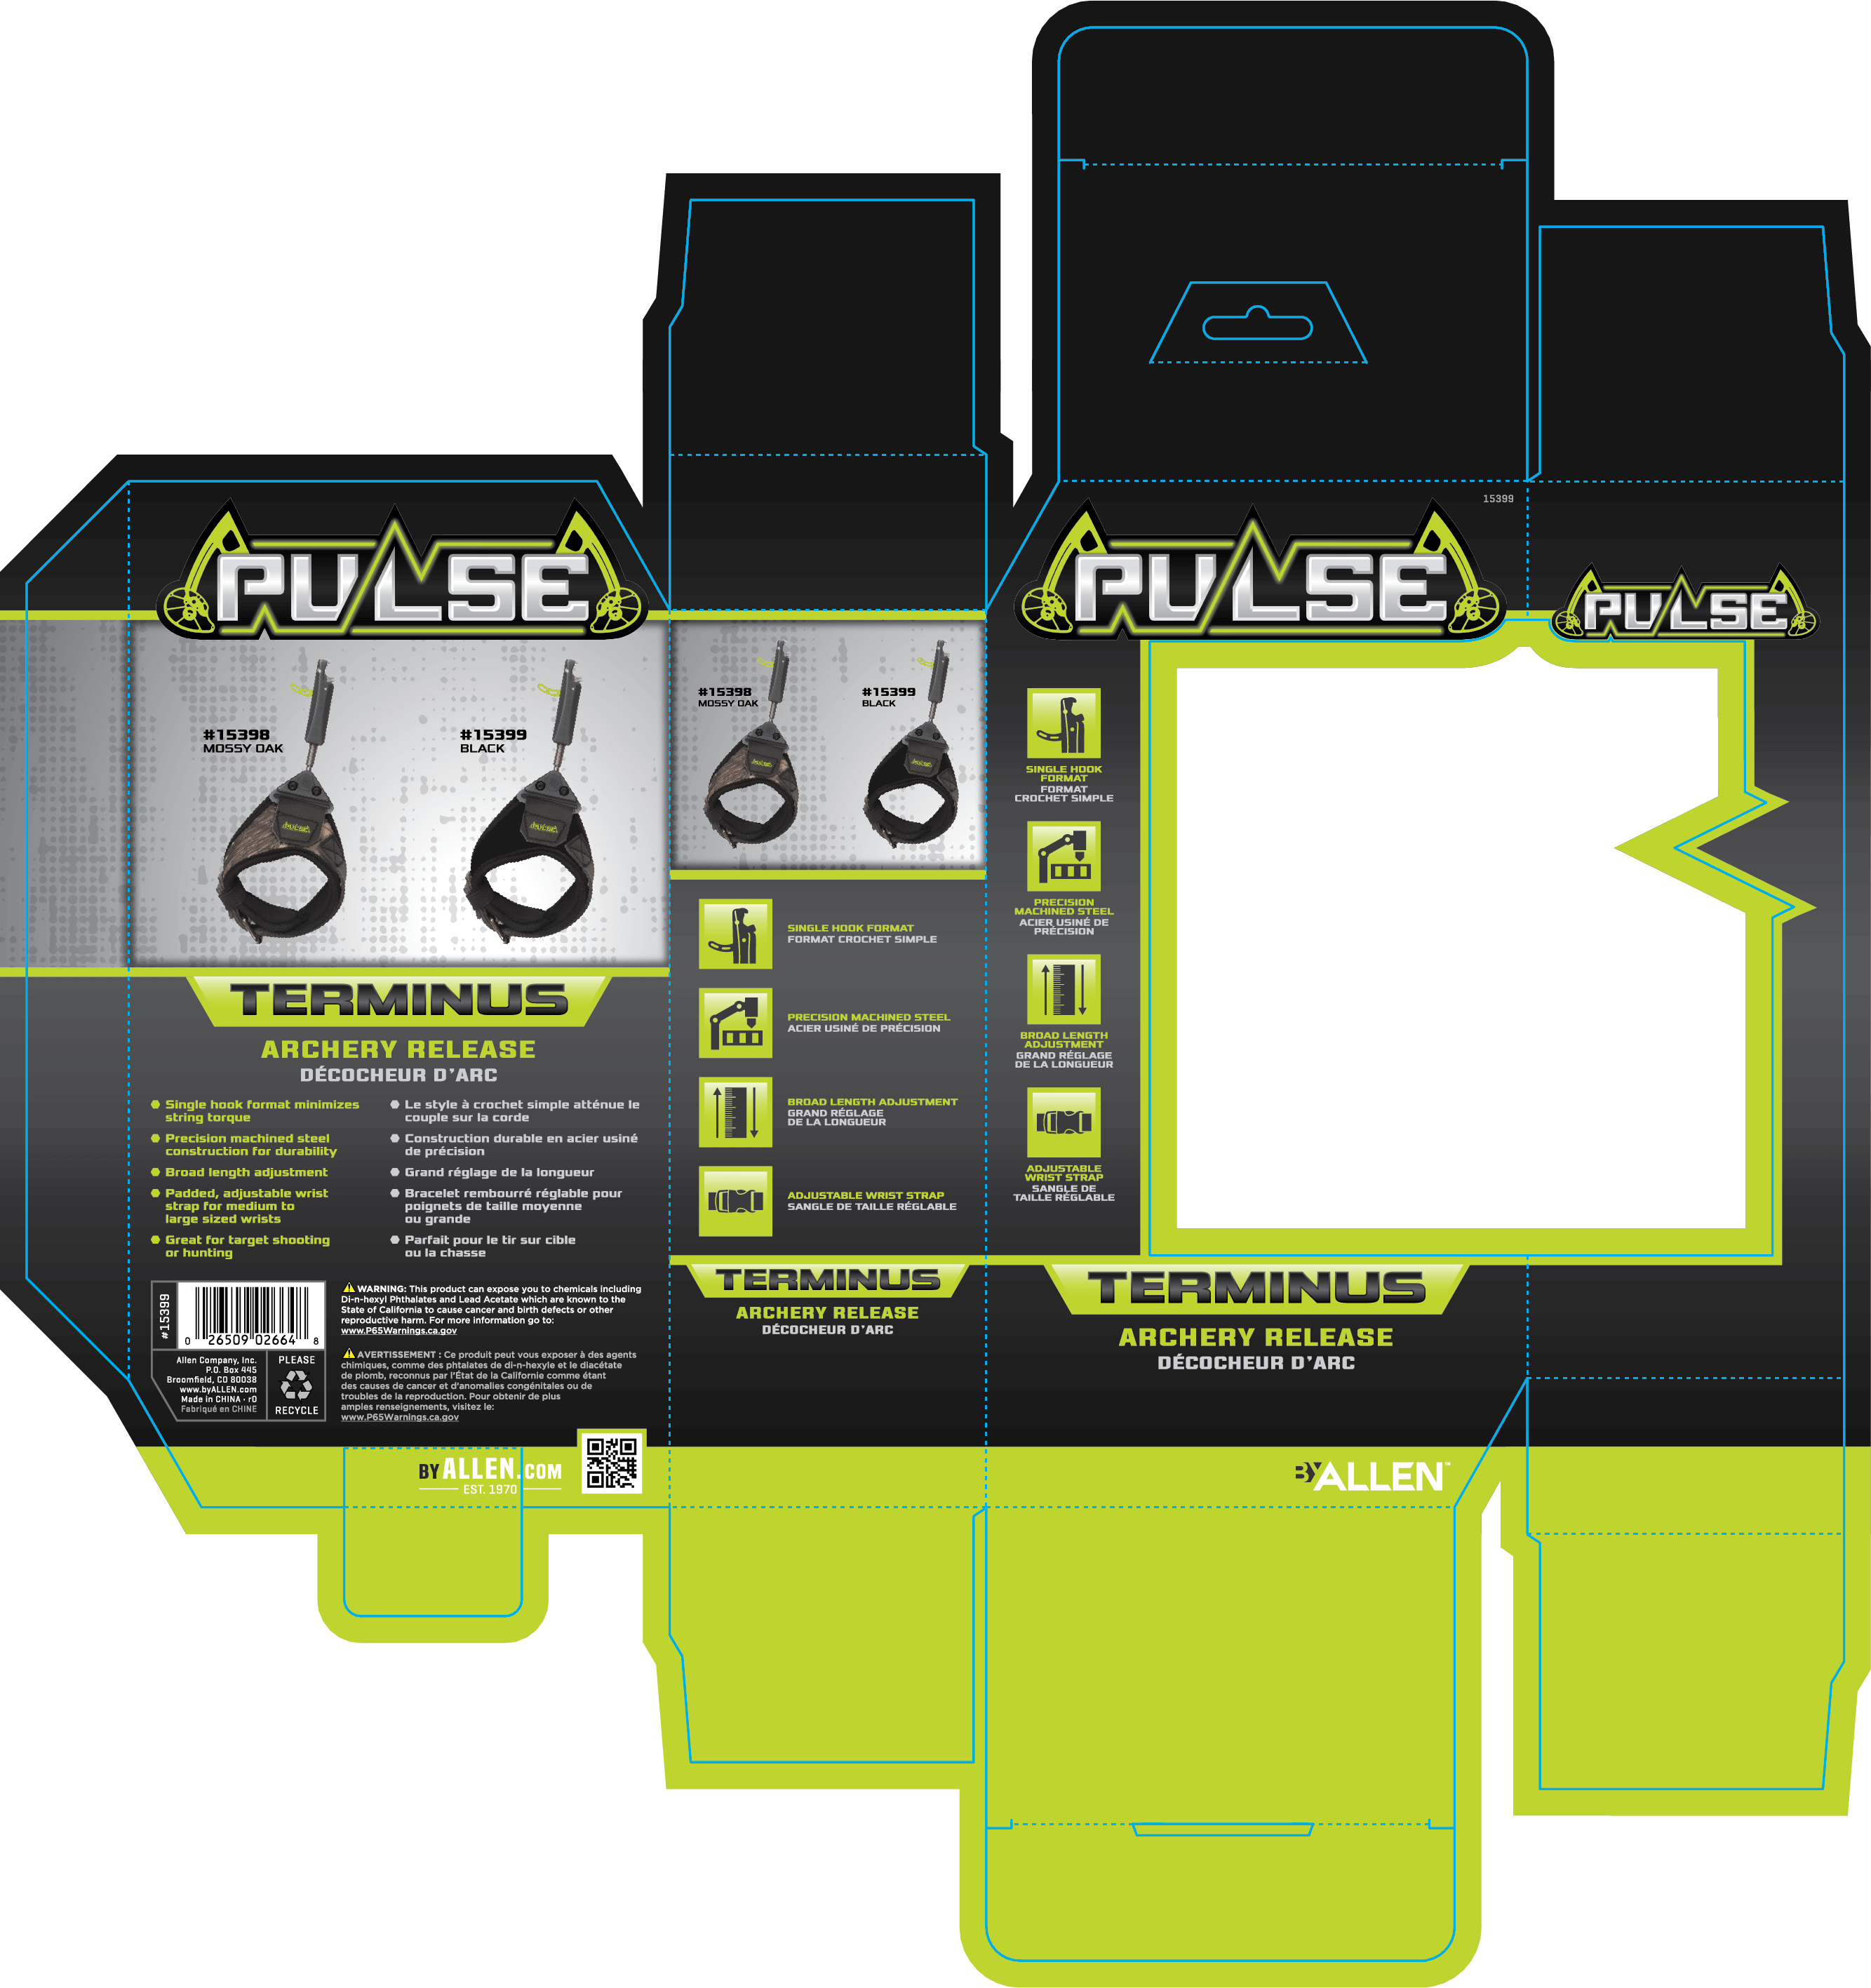 PULSE
#15398
MOSSY OAK
#15399
BLACK
TERMINUS
ARCHERY RELEASE
DÉCOCHEUR D'ARC
Single hook format minimizes
string torque
Precision machined steel
construction for durability
Broad length adjustment
Padded, adjustable wrist
strap for medium to
large sized wrists
Great for target shooting
or hunting
Le style à crochet simple atténue le
couple sur la corde
Construction durable en acier usiné
de précision
Grand réglage de la longueur
Bracelet rembourré réglable pour
poignets de taille moyenne
ou grande
Parfait pour le tir sur cible
ou la chasse
#15399
0 26509 02664 8
Allen Company, Inc.
P.O. Box 445
Broomfield, CO 80038
www.byALLEN.com
Made in CHINA · r0
Fabriqué en CHINE
PLEASE
RECYCLE
WARNING: This product can expose you to chemicals including
Di-n-hexyl Phthalates and Lead Acetate which are known to the
State of California to cause cancer and birth defects or other
reproductive harm. For more information go to:
www.P65Warnings.ca.gov
AVERTISSEMENT : Ce produit peut vous exposer à des agents
chimiques, comme des phtalates de di-n-hexyle et le diacétate
de plomb, reconnus par l'État de la Californie comme étant
des causes de cancer et d'anomalies congénitales ou de
troubles de la reproduction. Pour obtenir de plus
amples renseignements, visitez le:
www.P65Warnings.ca.gov
BY ALLEN.COM
EST. 1970
#15398
MOSSY OAK
#15399
BLACK
SINGLE HOOK FORMAT
FORMAT CROCHET SIMPLE
PRECISION MACHINED STEEL
ACIER USINÉ DE PRÉCISION
BROAD LENGTH ADJUSTMENT
GRAND RÉGLAGE
DE LA LONGUEUR
ADJUSTABLE WRIST STRAP
SANGLE DE TAILLE RÉGLABLE
TERMINUS
ARCHERY RELEASE
DÉCOCHEUR D'ARC
15399
PULSE
SINGLE HOOK
FORMAT
FORMAT
CROCHET SIMPLE
PRECISION
MACHINED STEEL
ACIER USINÉ DE
PRÉCISION
BROAD LENGTH
ADJUSTMENT
GRAND RÉGLAGE
DE LA LONGUEUR
ADJUSTABLE
WRIST STRAP
SANGLE DE
TAILLE RÉGLABLE
TERMINUS
ARCHERY RELEASE
DÉCOCHEUR D'ARC
BY ALLEN™
PULSE